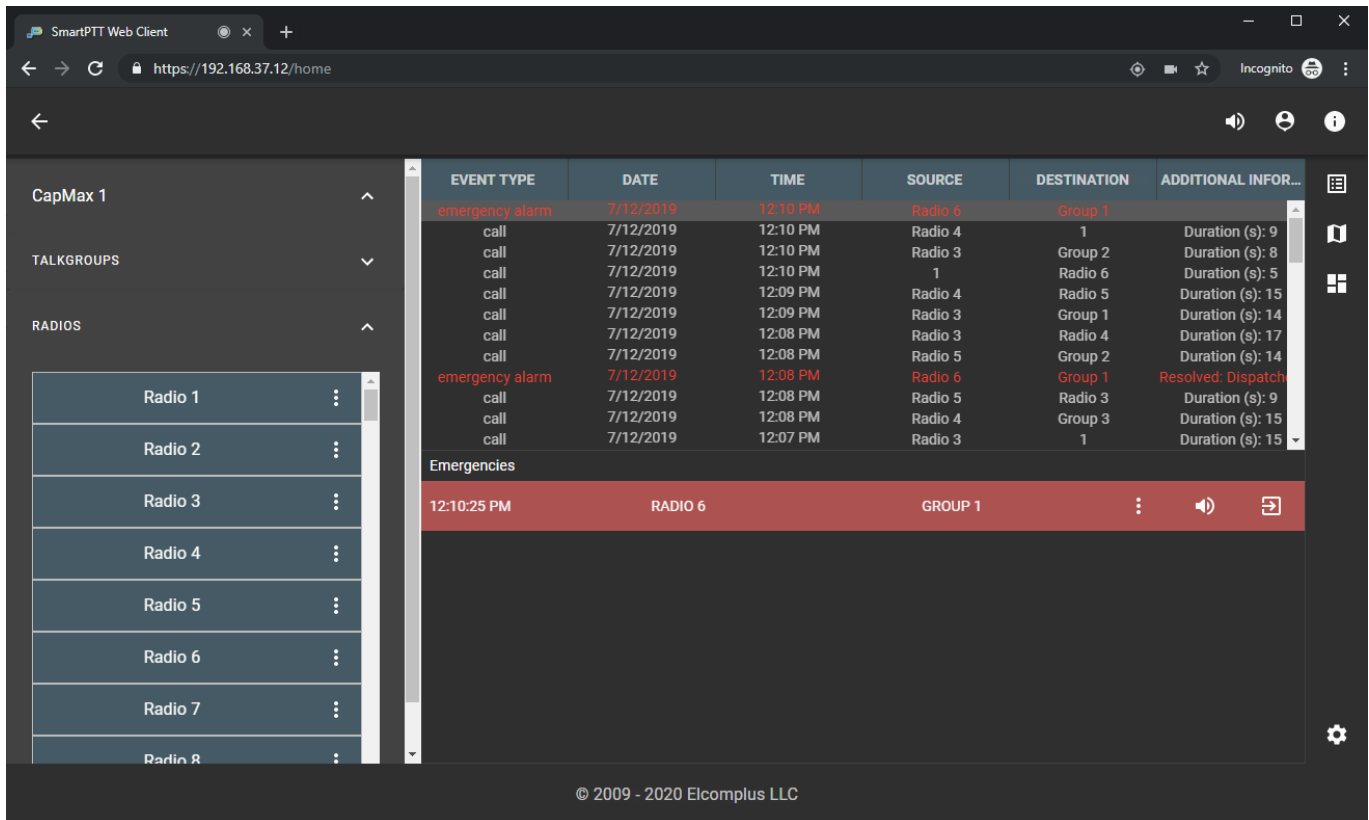 SmartPTT Web Client
https://192.168.37.12/home
Incognito
CapMax 1
TALKGROUPS
RADIOS
Radio 1
Radio 2
Radio 3
Radio 4
Radio 5
Radio 6
Radio 7
Radio 8
EVENT TYPE DATE TIME SOURCE DESTINATION ADDITIONAL INFOR...
emergency alarm 7/12/2019 12:10 PM Radio 6 Group 1
call 7/12/2019 12:10 PM Radio 4 1 Duration (s): 9
call 7/12/2019 12:10 PM Radio 3 Group 2 Duration (s): 8
call 7/12/2019 12:10 PM 1 Radio 6 Duration (s): 5
call 7/12/2019 12:09 PM Radio 4 Radio 5 Duration (s): 15
call 7/12/2019 12:09 PM Radio 3 Group 1 Duration (s): 14
call 7/12/2019 12:08 PM Radio 3 Radio 4 Duration (s): 17
call 7/12/2019 12:08 PM Radio 5 Group 2 Duration (s): 14
emergency alarm 7/12/2019 12:08 PM Radio 6 Group 1 Resolved: Dispatche
call 7/12/2019 12:08 PM Radio 5 Radio 3 Duration (s): 9
call 7/12/2019 12:08 PM Radio 4 Group 3 Duration (s): 15
call 7/12/2019 12:07 PM Radio 3 1 Duration (s): 15
Emergencies
12:10:25 PM RADIO 6 GROUP 1
© 2009 - 2020 Elcomplus LLC